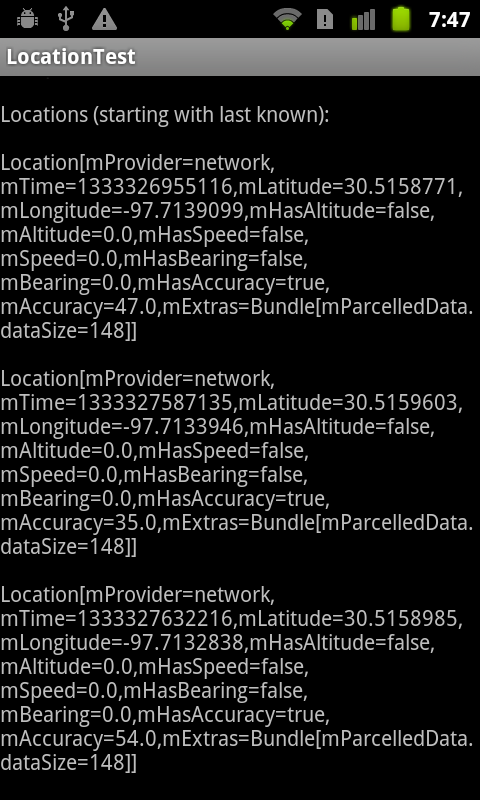 7:47
LocationTest
Locations (starting with last known):
Location[mProvider=network,
mTime=1333326955116,mLatitude=30.5158771,
mLongitude=-97.7139099,mHasAltitude=false,
mAltitude=0.0,mHasSpeed=false,
mSpeed=0.0,mHasBearing=false,
mBearing=0.0,mHasAccuracy=true,
mAccuracy=47.0,mExtras=Bundle[mParcelledData.
dataSize=148]]
Location[mProvider=network,
mTime=1333327587135,mLatitude=30.5159603,
mLongitude=-97.7133946,mHasAltitude=false,
mAltitude=0.0,mHasSpeed=false,
mSpeed=0.0,mHasBearing=false,
mBearing=0.0,mHasAccuracy=true,
mAccuracy=35.0,mExtras=Bundle[mParcelledData.
dataSize=148]]
Location[mProvider=network,
mTime=1333327632216,mLatitude=30.5158985,
mLongitude=-97.7132838,mHasAltitude=false,
mAltitude=0.0,mHasSpeed=false,
mSpeed=0.0,mHasBearing=false,
mBearing=0.0,mHasAccuracy=true,
mAccuracy=54.0,mExtras=Bundle[mParcelledData.
dataSize=148]]